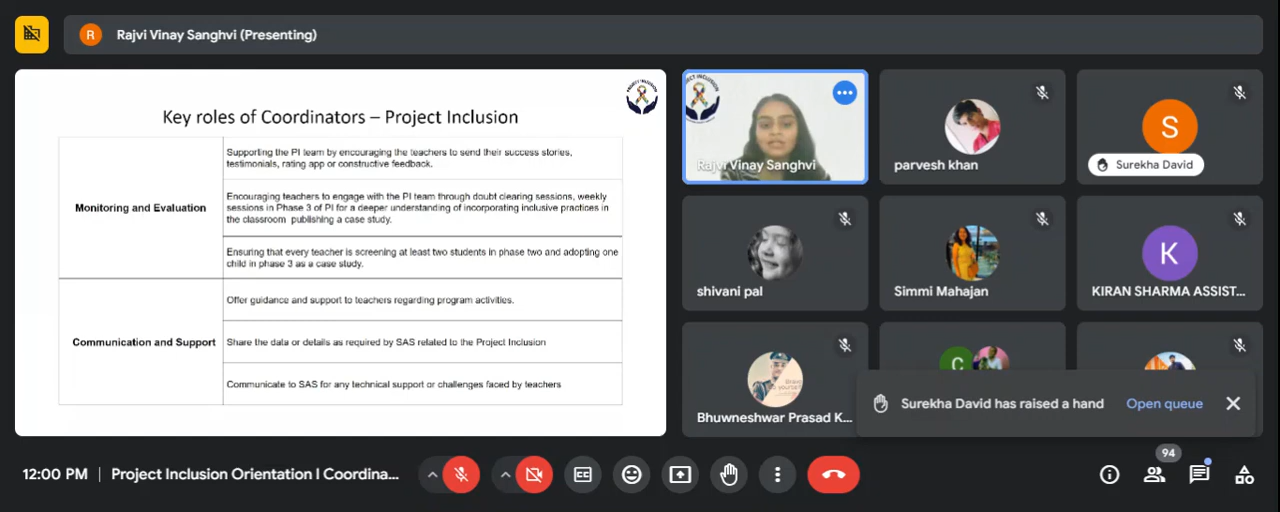 R Rajvi Vinay Sanghvi (Presenting)
PROJECT INCLUSION
Key roles of Coordinators – Project Inclusion
Monitoring and Evaluation
Supporting the PI team by encouraging the teachers to send their success stories,
testimonials, rating app or constructive feedback.
Encouraging teachers to engage with the PI team through doubt clearing sessions, weekly
sessions in Phase 3 of PI for a deeper understanding of incorporating inclusive practices in
the classroom publishing a case study.
Ensuring that every teacher is screening at least two students in phase two and adopting one
child in phase 3 as a case study.
Communication and Support
Offer guidance and support to teachers regarding program activities.
Share the data or details as required by SAS related to the Project Inclusion
Communicate to SAS for any technical support or challenges faced by teachers
Rajvi Vinay Sanghvi
parvesh khan
S
Surekha David
shivani pal
Simmi Mahajan
K
KIRAN SHARMA ASSIST...
Bhuwneshwar Prasad K...
C
Surekha David has raised a hand
Open queue
12:00 PM | Project Inclusion Orientation I Coordina...
CC
94